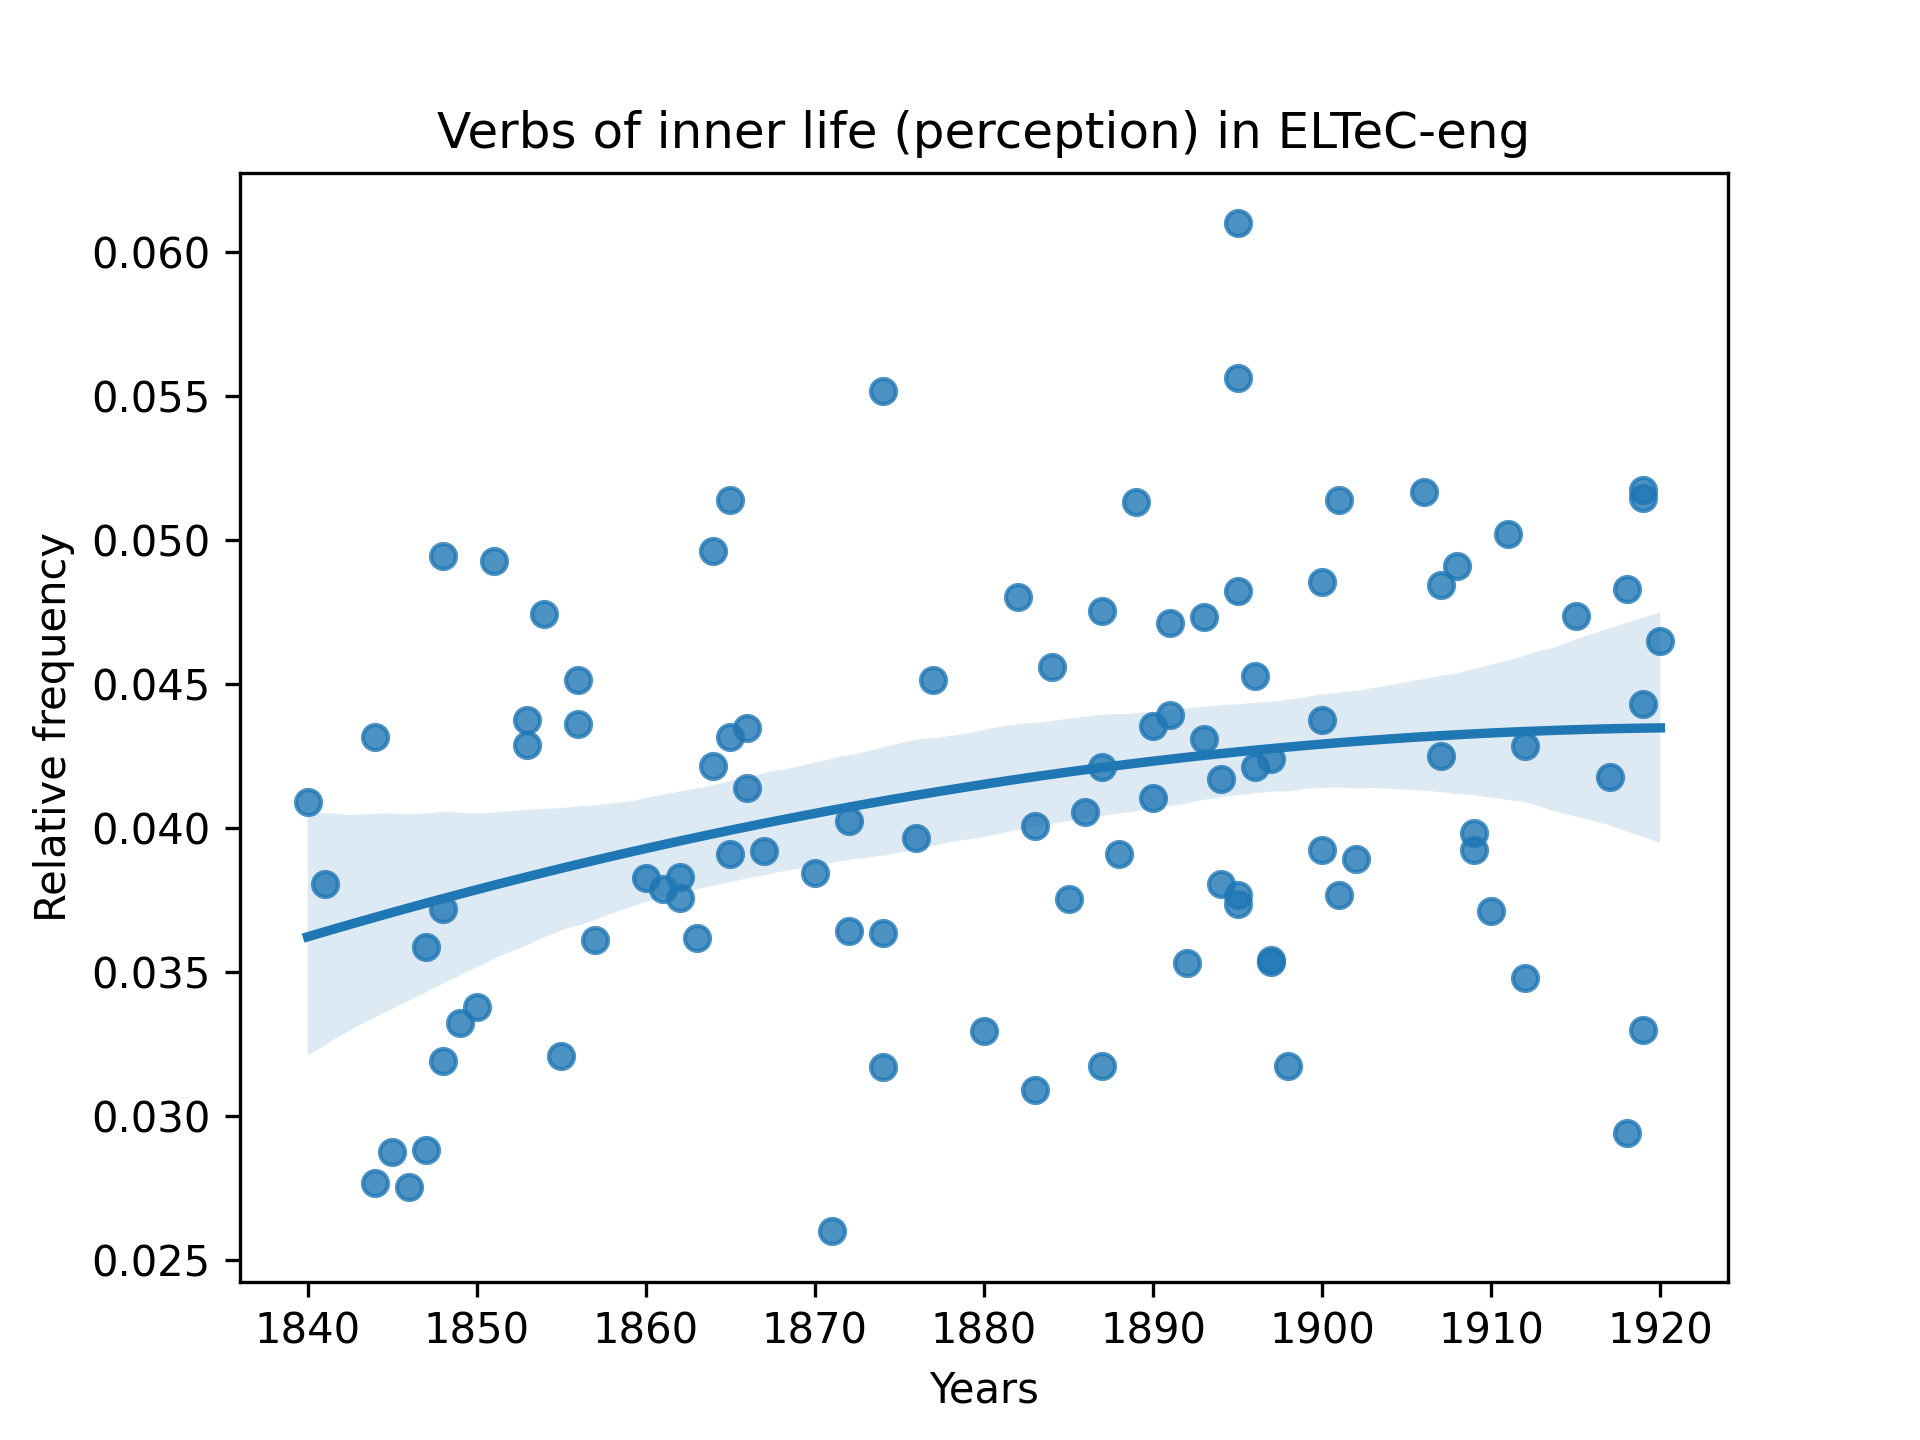 Verbs of inner life (perception) in ELTeC-eng
Relative frequency
0.060
0.055
0.050
0.045
0.040
0.035
0.030
0.025
1840 1850 1860 1870 1880 1890 1900 1910 1920
Years